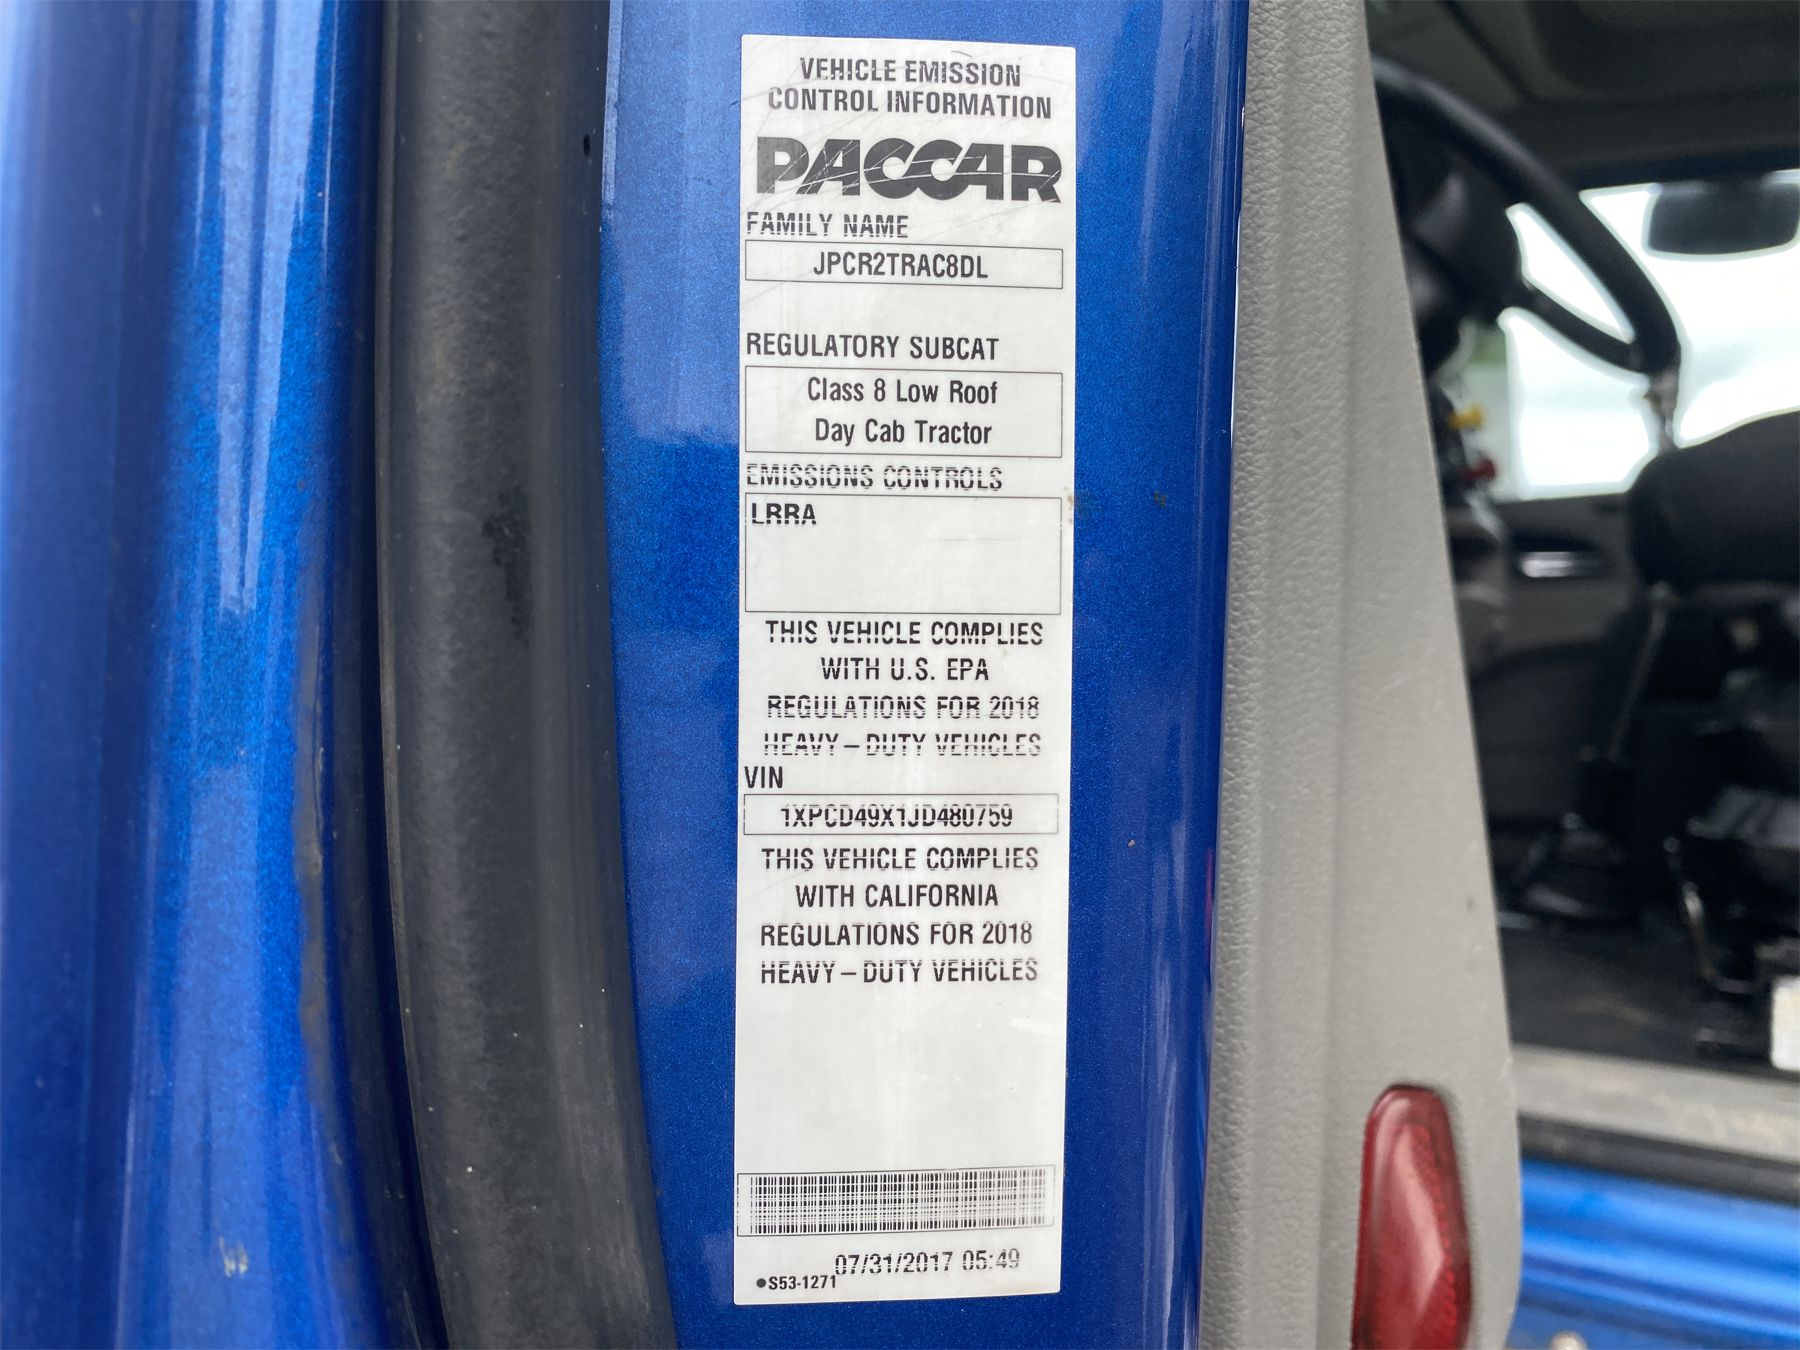 VEHICLE EMISSION
CONTROL INFORMATION
PACCAR
FAMILY NAME
JPCR2TRAC8DL
REGULATORY SUBCAT
Class 8 Low Roof
Day Cab Tractor
EMISSIONS CONTROLS
LRRA
THIS VEHICLE COMPLIES
WITH U.S. EPA
REGULATIONS FOR 2018
HEAVY – DUTY VEHICLES
VIN
1XPCD49X1JD480759
THIS VEHICLE COMPLIES
WITH CALIFORNIA
REGULATIONS FOR 2018
HEAVY – DUTY VEHICLES
07/31/2017 05:49
●S53-1271